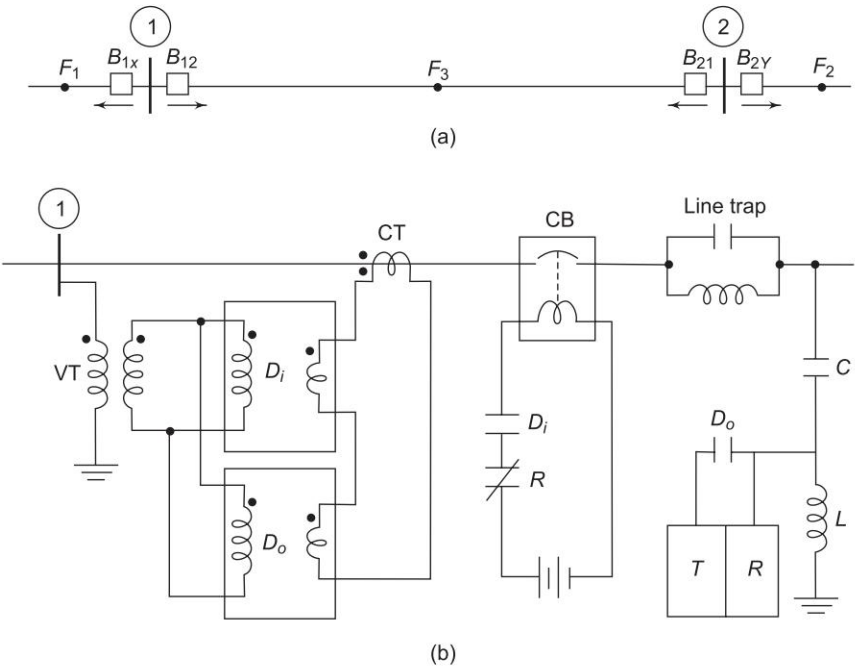 1
2
F1 B1x B12 F3 B21 B2Y F2
(a)
1
CT
CB
Line trap
VT
Di
Di
C
Do
R
Do
L
T
R
(b)